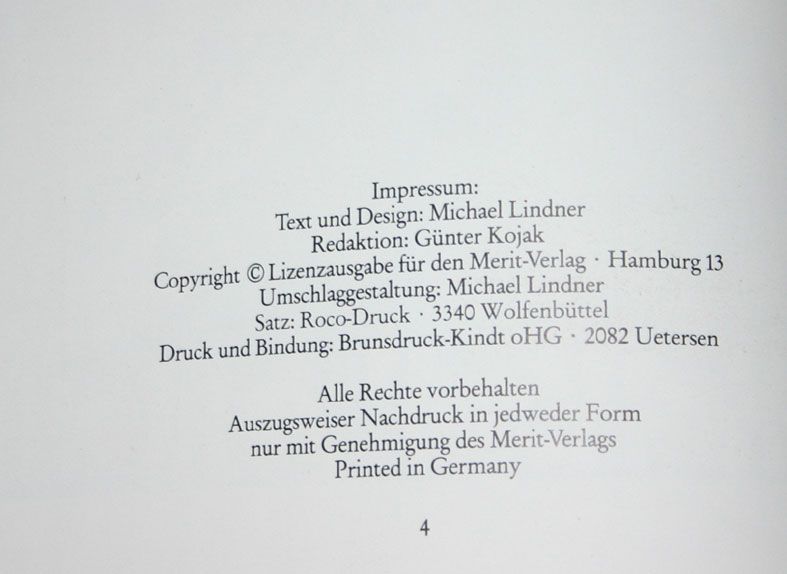 Impressum:
Text und Design: Michael Lindner
Redaktion: Günter Kojak
Copyright © Lizenzausgabe für den Merit-Verlag · Hamburg 13
Umschlaggestaltung: Michael Lindner
Satz: Roco-Druck · 3340 Wolfenbüttel
Druck und Bindung: Brunsdruck-Kindt oHG · 2082 Uetersen
Alle Rechte vorbehalten
Auszugsweiser Nachdruck in jedweder Form
nur mit Genehmigung des Merit-Verlags
Printed in Germany
4